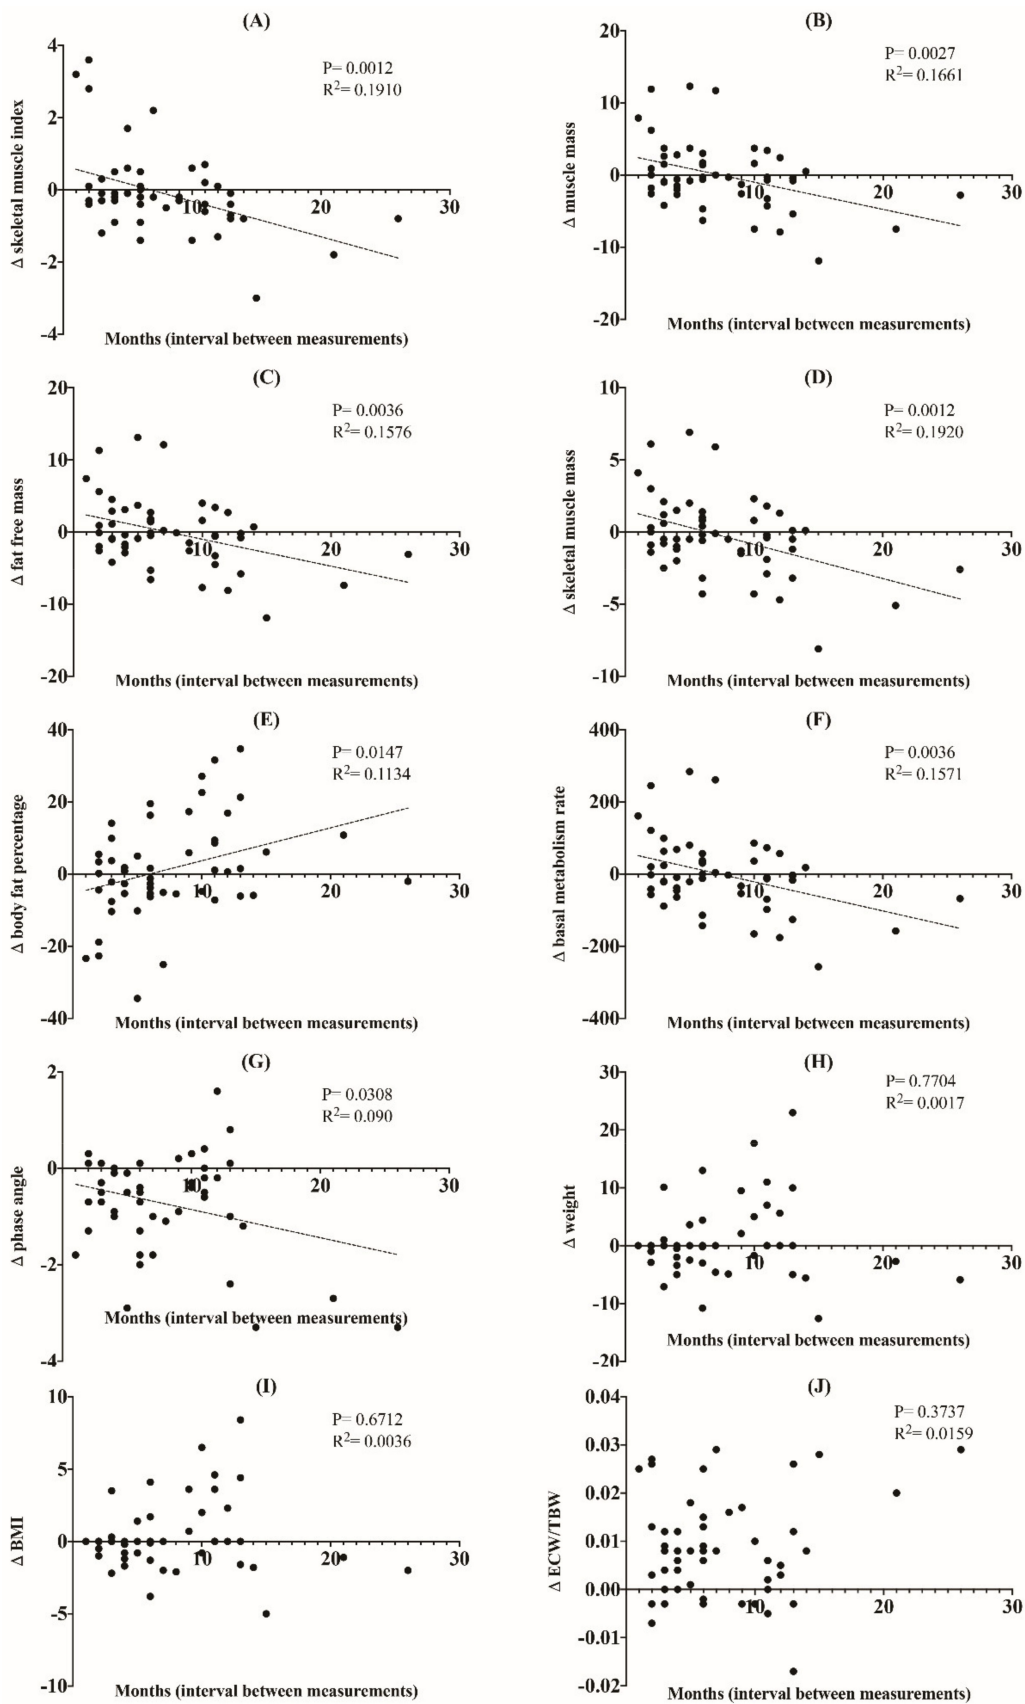 (A)
P= 0.0012
R²= 0.1910
4
2
0
-2
-4
10
20
30
Δ skeletal muscle index
Months (interval between measurements)
(B)
P= 0.0027
R²= 0.1661
20
10
0
-10
-20
10
20
30
Δ muscle mass
Months (interval between measurements)
(C)
P= 0.0036
R²= 0.1576
20
10
0
-10
-20
10
20
30
Δ fat free mass
Months (interval between measurements)
(D)
P= 0.0012
R²= 0.1920
10
5
0
-5
-10
10
20
30
Δ skeletal muscle mass
Months (interval between measurements)
(E)
P= 0.0147
R²= 0.1134
40
20
0
-20
-40
10
20
30
Δ body fat percentage
Months (interval between measurements)
(F)
P= 0.0036
R²= 0.1571
400
200
0
-200
-400
10
20
30
Δ basal metabolism rate
Months (interval between measurements)
(G)
P= 0.0308
R²= 0.090
2
0
-2
-4
10
20
30
Δ phase angle
Months (interval between measurements)
(H)
P= 0.7704
R²= 0.0017
30
20
10
0
-10
-20
10
20
30
Δ weight
Months (interval between measurements)
(I)
P= 0.6712
R²= 0.0036
10
5
0
-5
-10
10
20
30
Δ BMI
Months (interval between measurements)
(J)
P= 0.3737
R²= 0.0159
0.04
0.03
0.02
0.01
0.00
-0.01
-0.02
10
20
30
Δ ECW/TBW
Months (interval between measurements)